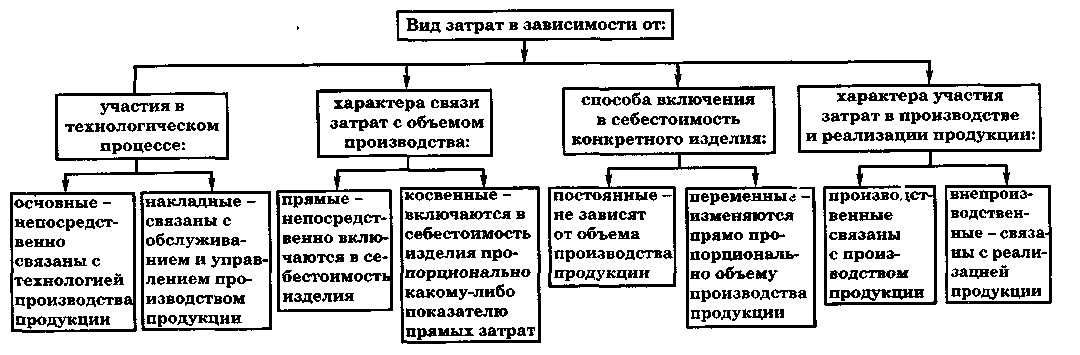 Вид затрат в зависимости от:
участия в
технологическом
процессе:
характера связи
затрат с объемом
производства:
способа включения
в себестоимость
конкретного изделия:
характера участия
затрат в производстве
и реализации продукции:
основные –
непосредст-
венно
связаны с
технологией
производства
продукции
накладные –
связаны с
обслужива-
нием и управ-
лением про-
изводством
продукции
прямые –
непосредст-
венно вклю-
чаются в се-
бестоимость
изделия
косвенные –
включаются в
себестоимость
изделия про-
порционально
какому-либо
показателю
прямых затрат
постоянные –
не зависят
от объема
производства
продукции
переменные –
изменяются
прямо про-
порциональ-
но объему
производства
продукции
производст-
венные
связаны
с произ-
водством
продукции
внепроиз-
водствен-
ные – связа-
ны с реали-
зацией
продукции